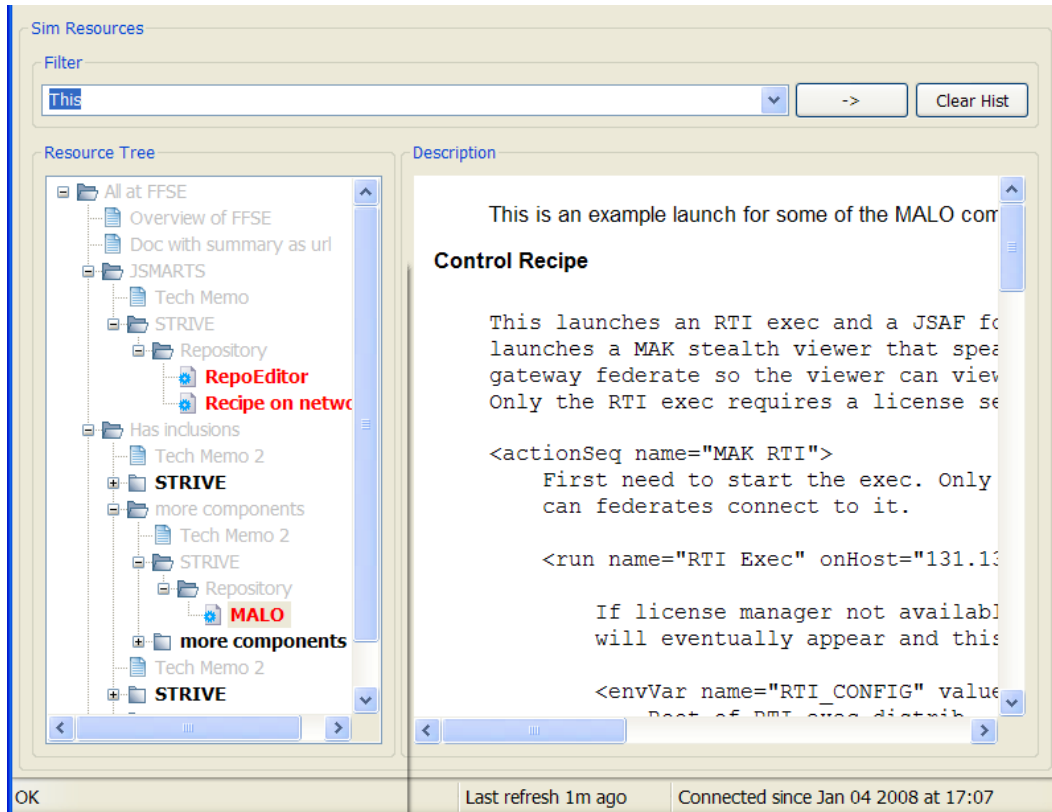 Sim Resources
Filter
This
->
Clear Hist
Resource Tree
All at FFSE
Overview of FFSE
Doc with summary as url
JSMARTS
Tech Memo
STRIVE
Repository
RepoEditor
Recipe on netwo
Has inclusions
Tech Memo 2
STRIVE
more components
Tech Memo 2
STRIVE
Repository
MALO
more components
Tech Memo 2
STRIVE
Description
This is an example launch for some of the MALO com
Control Recipe
This launches an RTI exec and a JSAF fo
launches a MAK stealth viewer that spea
gateway federate so the viewer can view
Only the RTI exec requires a license se
<actionSeq name="MAK RTI">
First need to start the exec. Only
can federates connect to it.
<run name="RTI Exec" onHost="131.13
If license manager not availabl
will eventually appear and this
<envVar name="RTI_CONFIG" value
Root of RTI exec distrib
OK
Last refresh 1m ago
Connected since Jan 04 2008 at 17:07